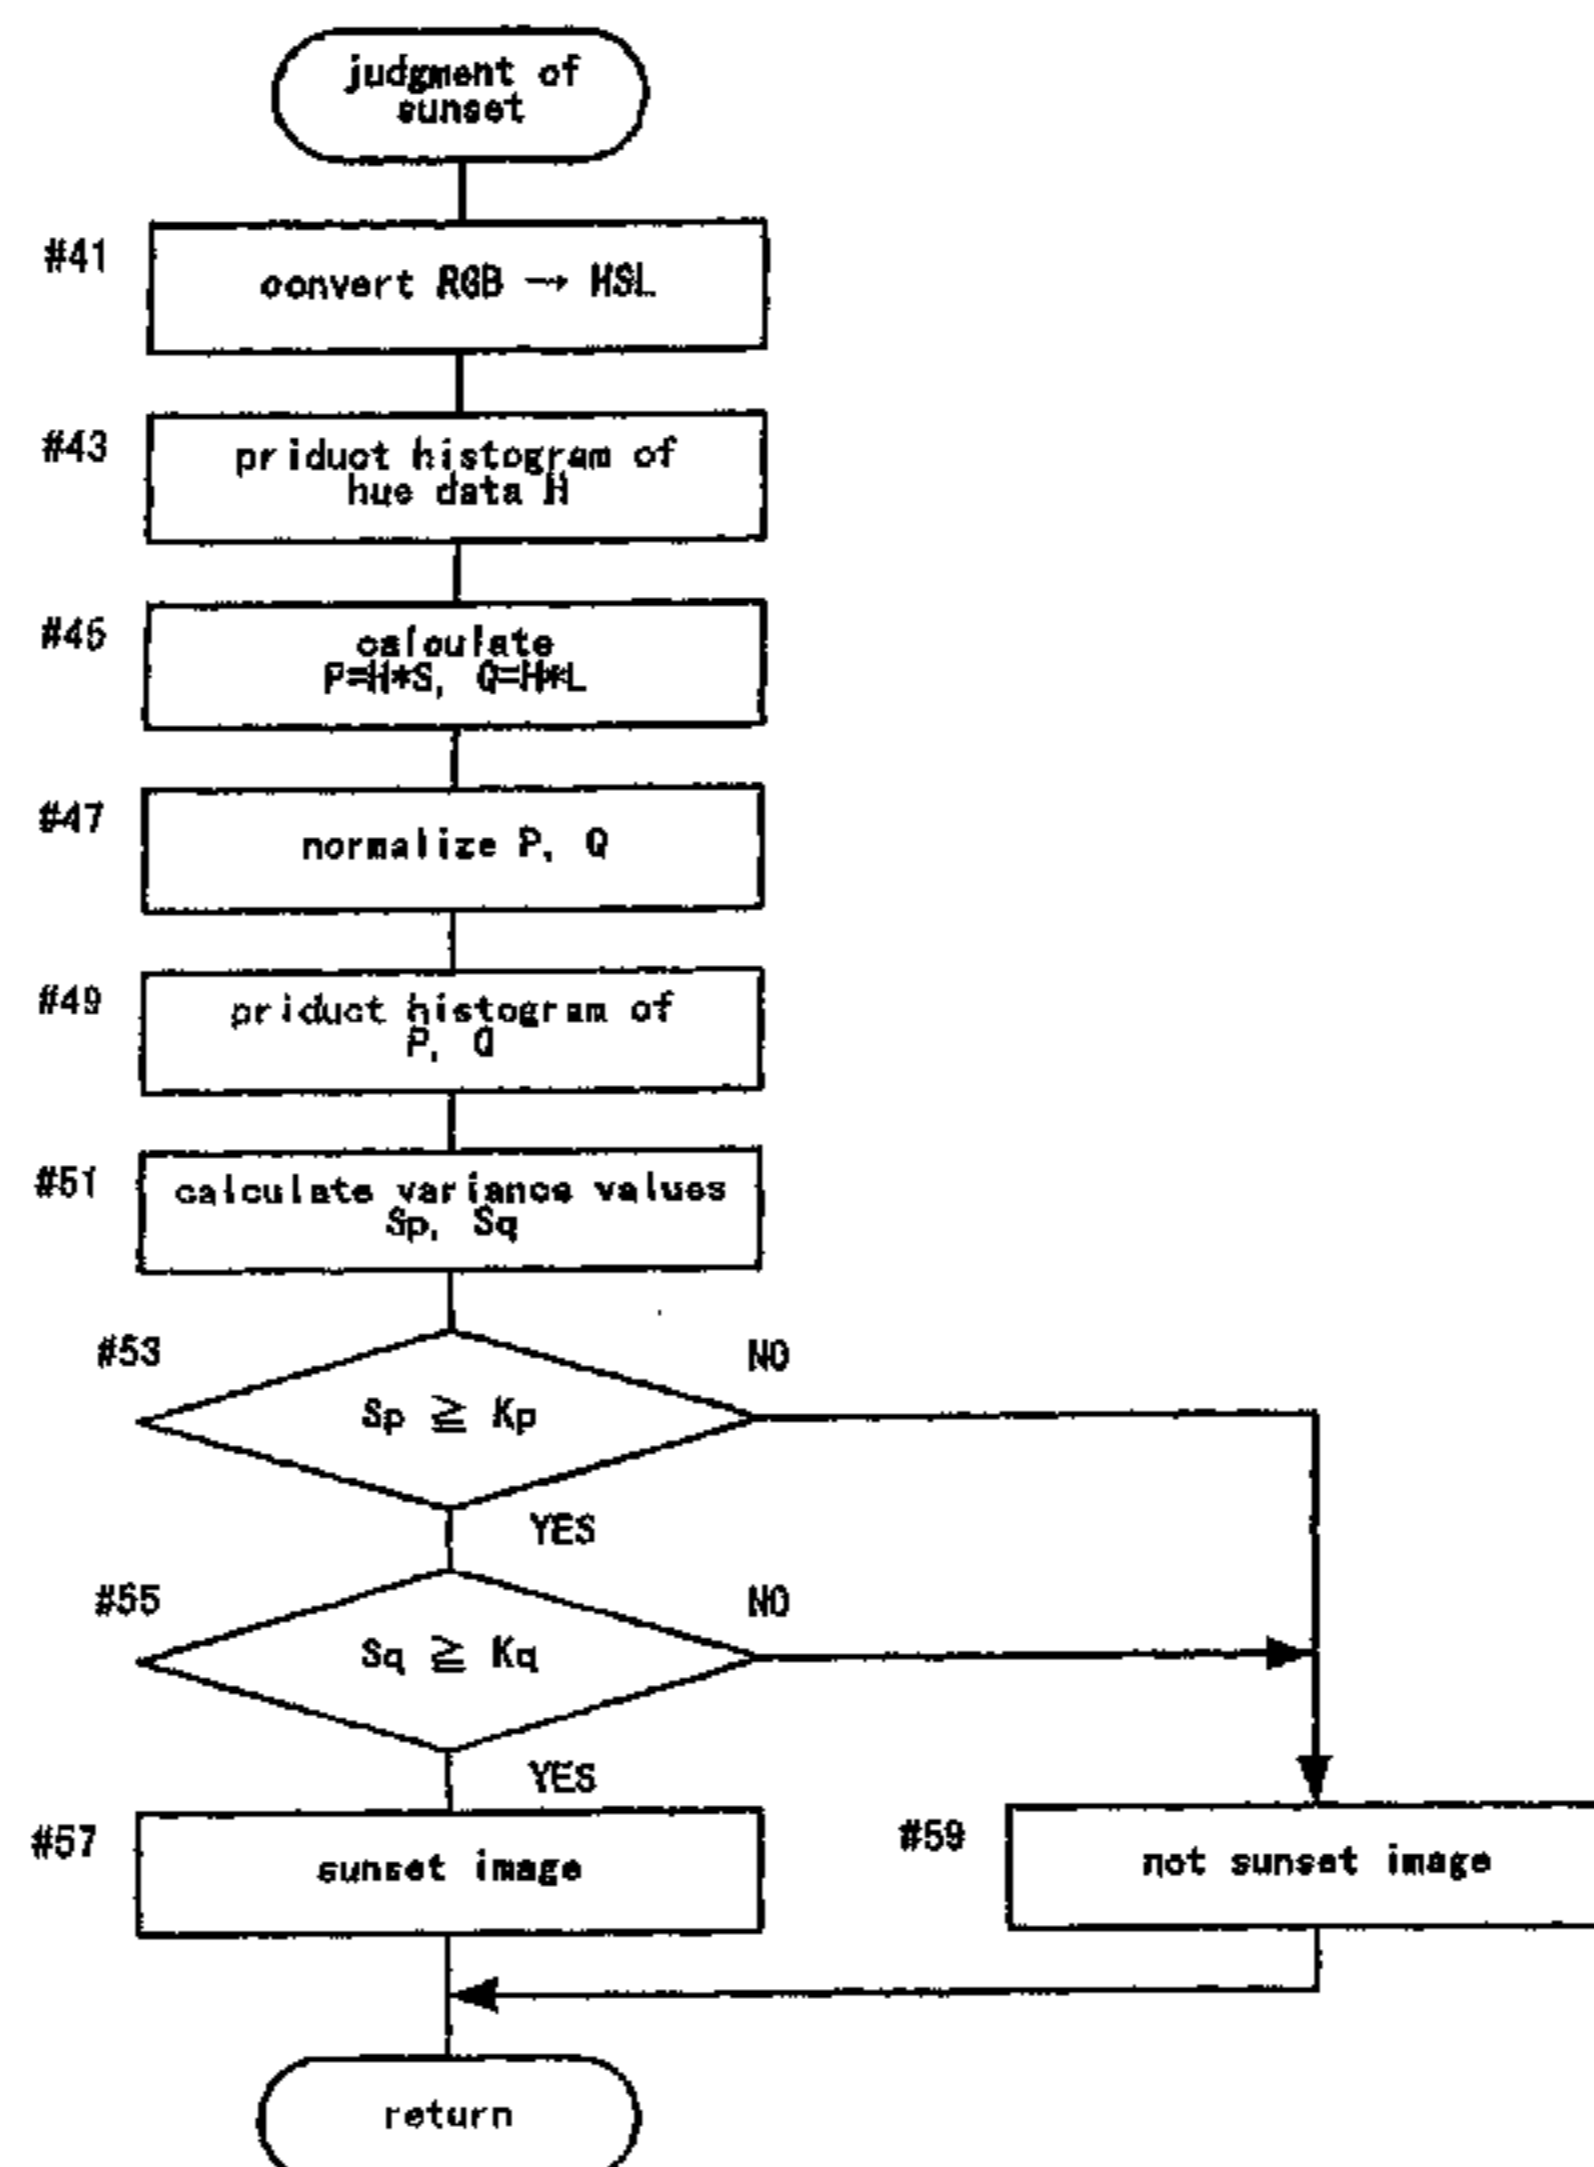 judgment of
sunset
#41
convert RGB → HSL
#43
priduct histogram of
hue data H
#45
calculate
P=H*S, Q=H*L
#47
normalize P, Q
#49
priduct histogram of
P, Q
#51
calculate variance values
Sp, Sq
#53
Sp ≧ Kp
NO
YES
#55
Sq ≧ Kq
NO
YES
#57
sunset image
#59
not sunset image
return